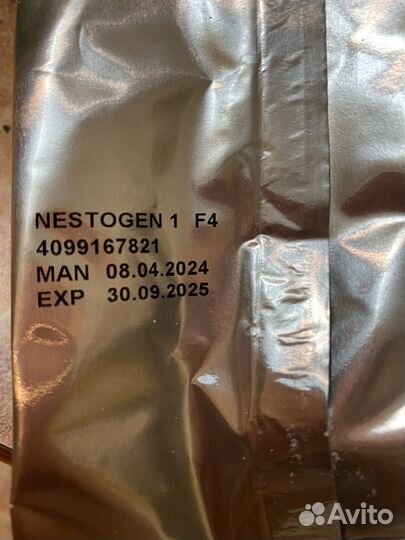 NESTOGEN 1 F4
4099167821
MAN 08.04.2024
EXP 30.09.2025
Avito